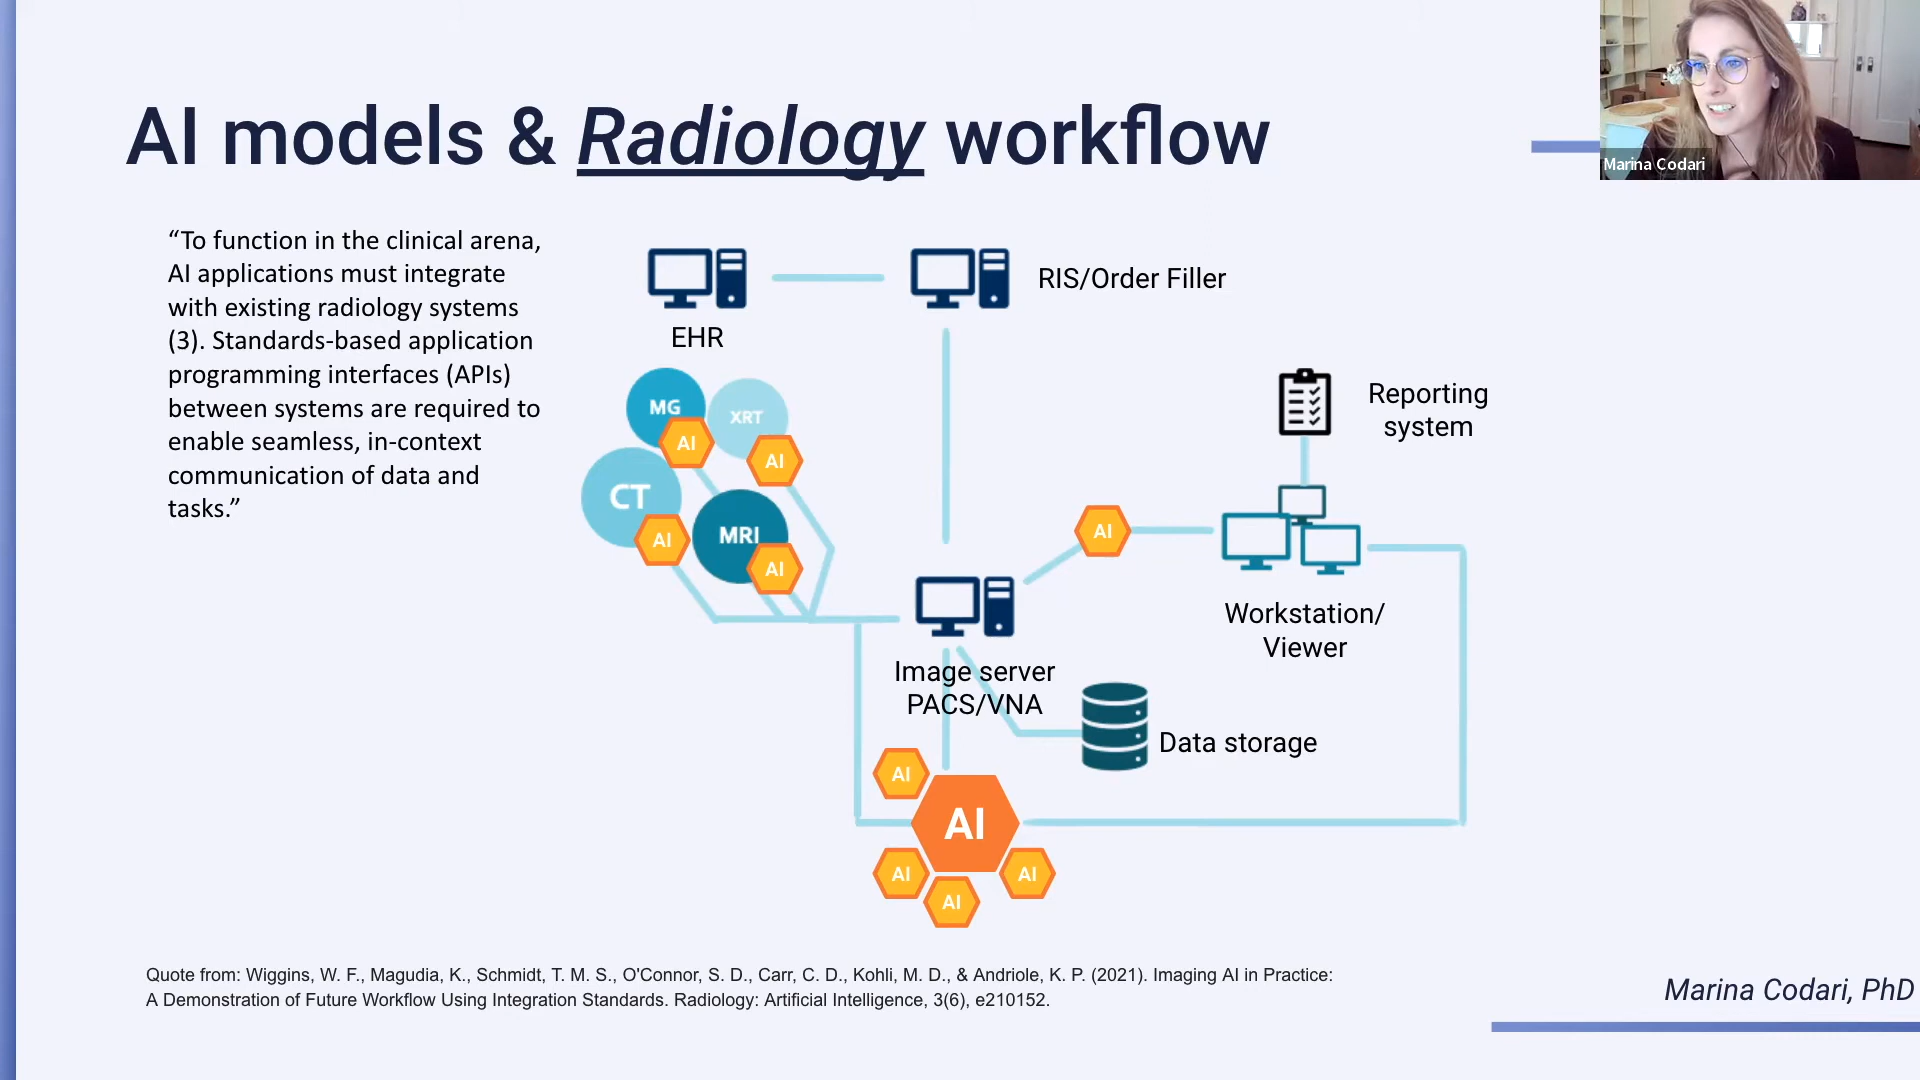 AI models & Radiology workflow
Marina Codari
“To function in the clinical arena,
AI applications must integrate
with existing radiology systems
(3). Standards-based application
programming interfaces (APIs)
between systems are required to
enable seamless, in-context
communication of data and
tasks.”
EHR
RIS/Order Filler
MG
XRT
AI
AI
CT
MRI
AI
AI
AI
Reporting
system
Workstation/
Viewer
Image server
PACS/VNA
Data storage
AI
AI
AI
AI
AI
Quote from: Wiggins, W. F., Magudia, K., Schmidt, T. M. S., O'Connor, S. D., Carr, C. D., Kohli, M. D., & Andriole, K. P. (2021). Imaging AI in Practice:
A Demonstration of Future Workflow Using Integration Standards. Radiology: Artificial Intelligence, 3(6), e210152.
Marina Codari, PhD